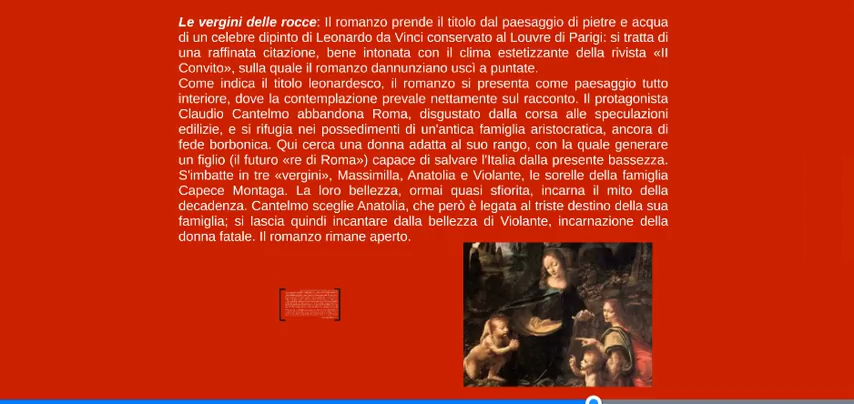 Le vergini delle rocce: Il romanzo prende il titolo dal paesaggio di pietre e acqua
di un celebre dipinto di Leonardo da Vinci conservato al Louvre di Parigi: si tratta di
una raffinata citazione, bene intonata con il clima estetizzante della rivista «Il
Convito», sulla quale il romanzo dannunziano uscì a puntate.
Come indica il titolo leonardesco, il romanzo si presenta come paesaggio tutto
interiore, dove la contemplazione prevale nettamente sul racconto. Il protagonista
Claudio Cantelmo abbandona Roma, disgustato dalla corsa alle speculazioni
edilizie, e si rifugia nei possedimenti di un'antica famiglia aristocratica, ancora di
fede borbonica. Qui cerca una donna adatta al suo rango, con la quale generare
un figlio (il futuro «re di Roma») capace di salvare l'Italia dalla presente bassezza.
S'imbatte in tre «vergini», Massimilla, Anatolia e Violante, le sorelle della famiglia
Capece Montaga. La loro bellezza, ormai quasi sfiorita, incarna il mito della
decadenza. Cantelmo sceglie Anatolia, che però è legata al triste destino della sua
famiglia; si lascia quindi incantare dalla bellezza di Violante, incarnazione della
donna fatale. Il romanzo rimane aperto.